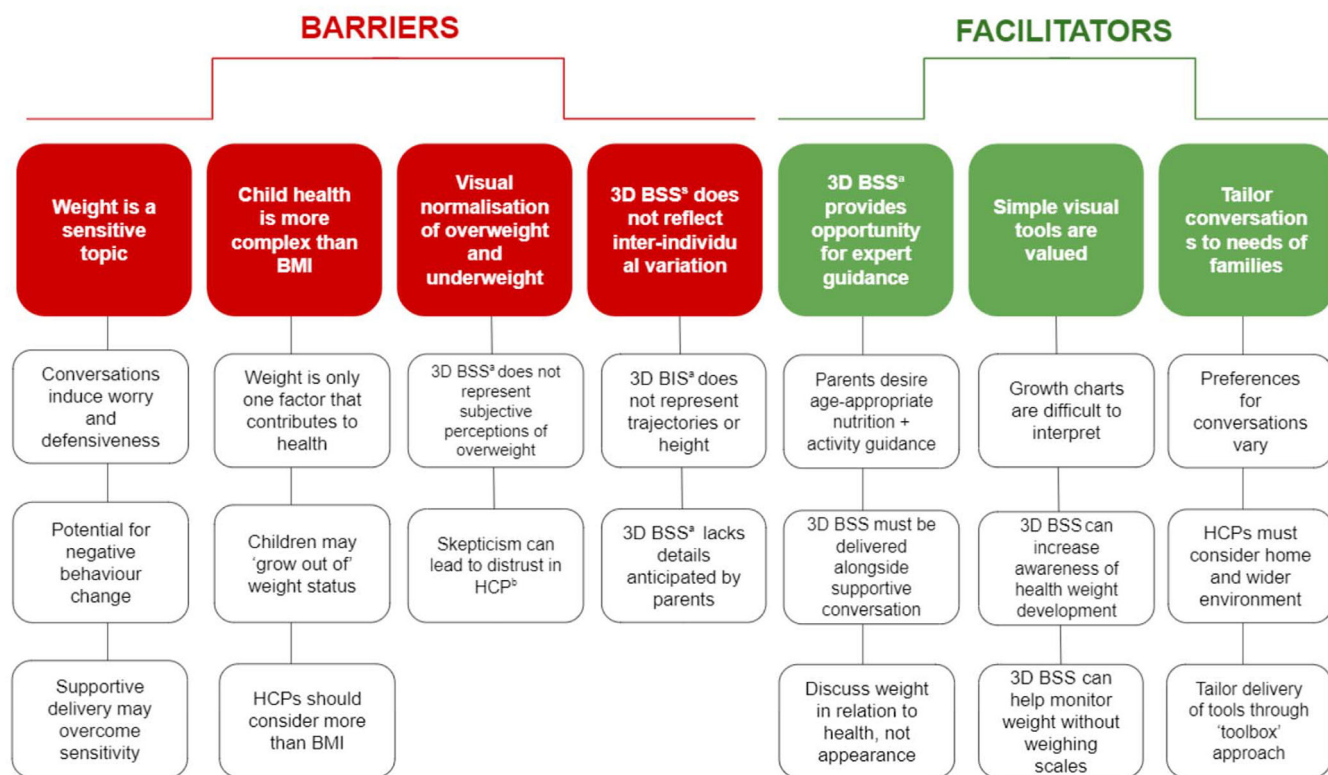 BARRIERS
FACILITATORS
Weight is a
sensitive
topic
Child health
is more
complex than
BMI
Visual
normalisation
of overweight
and
underweight
3D BSSª does
not reflect
inter-individu
al variation
3D BSSª
provides
opportunity
for expert
guidance
Simple visual
tools are
valued
Tailor
conversation
s to needs of
families
Conversations
induce worry
and
defensiveness
Weight is only
one factor that
contributes to
health
3D BSSª does not
represent
subjective
perceptions of
overweight
3D BISª does
not represent
trajectories or
height
Parents desire
age-appropriate
nutrition +
activity guidance
Growth charts
are difficult to
interpret
Preferences
for
conversations
vary
Potential for
negative
behaviour
change
Children may
‘grow out of’
weight status
Skepticism can
lead to distrust in
HCPᵇ
3D BSSª lacks
details
anticipated by
parents
3D BSS must be
delivered
alongside
supportive
conversation
3D BSS can
increase
awareness of
health weight
development
HCPs must
consider home
and wider
environment
Supportive
delivery may
overcome
sensitivity
HCPs should
consider more
than BMI
Discuss weight
in relation to
health, not
appearance
3D BSS can
help monitor
weight without
weighing
scales
Tailor delivery
of tools through
‘toolbox’
approach